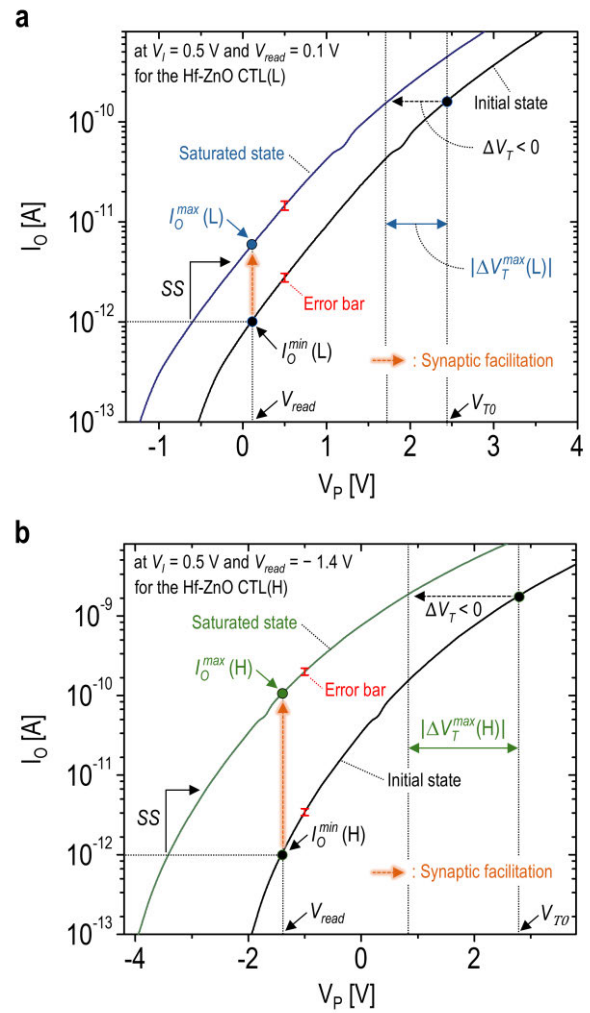 a
at V_I = 0.5 V and V_read = 0.1 V
for the Hf-ZnO CTL(L)
10^-10
10^-11
10^-12
10^-13
I_O [A]
Initial state
ΔV_T < 0
Saturated state
I_O^max (L)
|ΔV_T^max(L)|
SS
Error bar
I_O^min (L)
: Synaptic facilitation
V_read
V_T0
-1 0 1 2 3 4
V_P [V]
b
at V_I = 0.5 V and V_read = − 1.4 V
for the Hf-ZnO CTL(H)
10^-9
10^-10
10^-11
10^-12
10^-13
I_O [A]
Saturated state
ΔV_T < 0
I_O^max (H)
Error bar
|ΔV_T^max(H)|
Initial state
SS
I_O^min (H)
: Synaptic facilitation
V_read
V_T0
-4 -2 0 2
V_P [V]